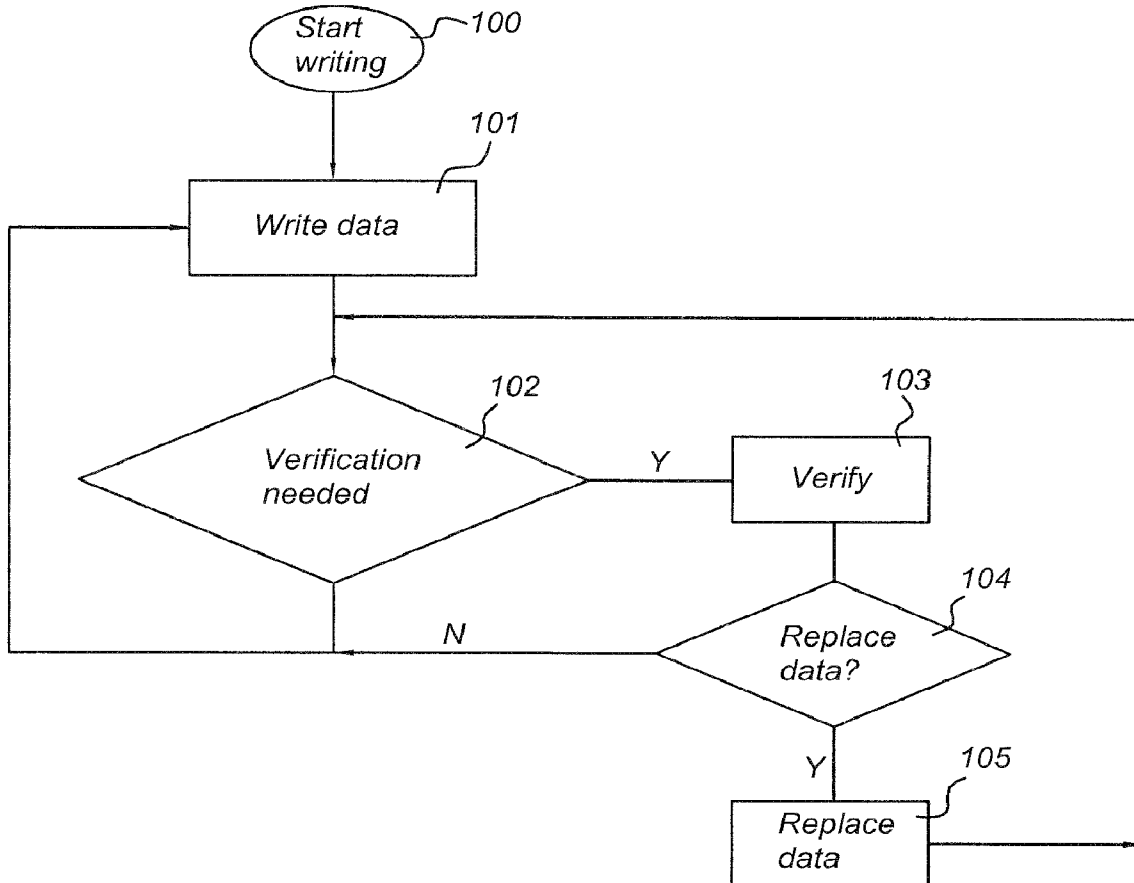 Start
writing
100
101
Write data
102
Verification
needed
Y
103
Verify
104
Replace
data?
N
Y
105
Replace
data